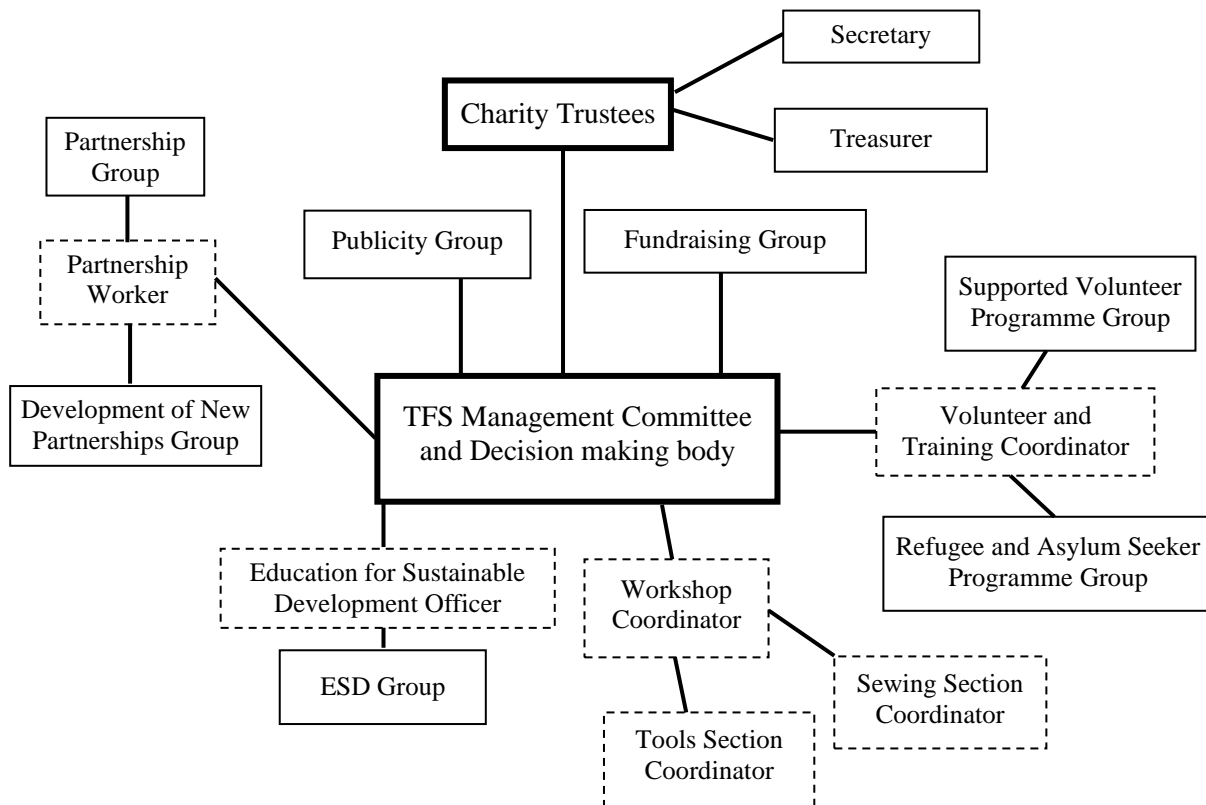 Secretary
Charity Trustees
Treasurer
Partnership
Group
Publicity Group
Fundraising Group
Partnership
Worker
Supported Volunteer
Programme Group
Development of New
Partnerships Group
TFS Management Committee
and Decision making body
Volunteer and
Training Coordinator
Refugee and Asylum Seeker
Programme Group
Education for Sustainable
Development Officer
Workshop
Coordinator
ESD Group
Sewing Section
Coordinator
Tools Section
Coordinator